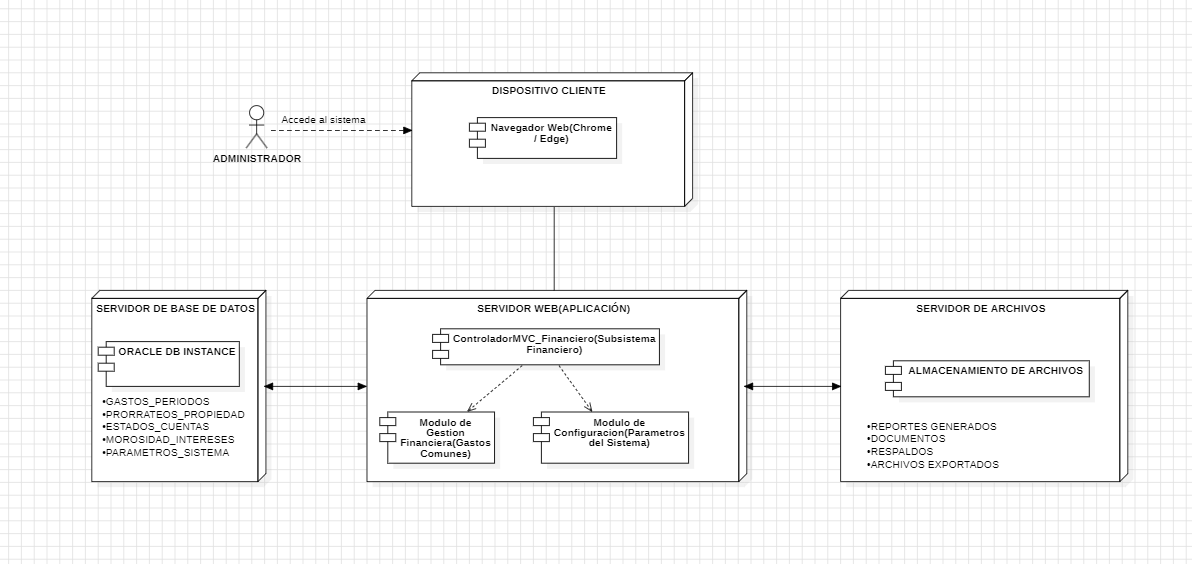 DISPOSITIVO CLIENTE
Navegador Web(Chrome
/ Edge)
Accede al sistema
ADMINISTRADOR
SERVIDOR DE BASE DE DATOS
ORACLE DB INSTANCE
•GASTOS_PERIODOS
•PRORRATEOS_PROPIEDAD
•ESTADOS_CUENTAS
•MOROSIDAD_INTERESES
•PARAMETROS_SISTEMA
SERVIDOR WEB(APLICACIÓN)
ControladorMVC_Financiero(Subsistema
Financiero)
Modulo de
Gestion
Financiera(Gastos
Comunes)
Modulo de
Configuracion(Parametros
del Sistema)
SERVIDOR DE ARCHIVOS
ALMACENAMIENTO DE ARCHIVOS
•REPORTES GENERADOS
•DOCUMENTOS
•RESPALDOS
•ARCHIVOS EXPORTADOS